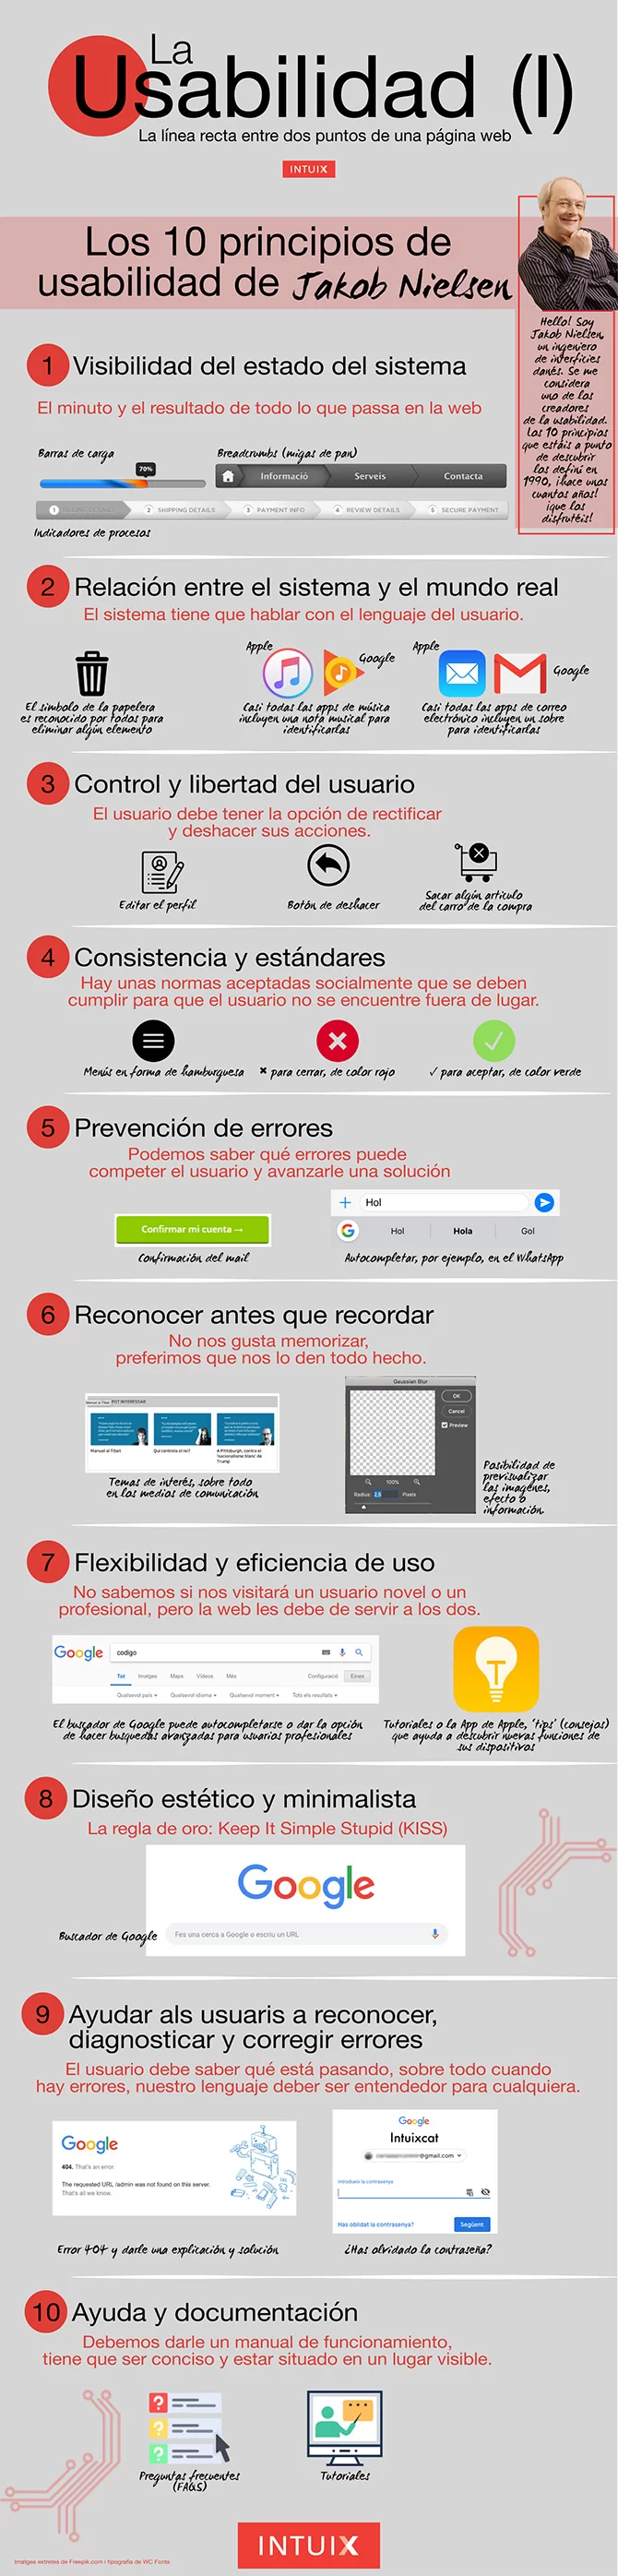 La
Usabilidad (I)
La línea recta entre dos puntos de una página web
INTUIX
Los 10 principios de
usabilidad de Jakob Nielsen
Hello! Soy
Jakob Nielsen,
un ingeniero
de interficies
danés. Se me
considera
uno de los
creadores
de la usabilidad.
Los 10 principios
que estáis a punto
de descubrir
los definí en
1990, ¡hace unos
cuantos años!
¡que los
disfrutéis!
1 Visibilidad del estado del sistema
El minuto y el resultado de todo lo que passa en la web
Barras de carga
Breadcrumbs (migas de pan)
70%
Informació Serveis Contacta
1
2 SHIPPING DETAILS 3 PAYMENT INFO 4 REVIEW DETAILS 5 SECURE PAYMENT
Indicadores de procesos
2 Relación entre el sistema y el mundo real
El sistema tiene que hablar con el lenguaje del usuario.
Apple
Google
Apple
Google
El símbolo de la papelera
es reconocido por todos para
eliminar algún elemento
Casi todas las apps de música
incluyen una nota musical para
identificarlas
Casi todas las apps de correo
electrónico incluyen un sobre
para identificarlas
3 Control y libertad del usuario
El usuario debe tener la opción de rectificar
y deshacer sus acciones.
Editar el perfil
Botón de deshacer
Sacar algún artículo
del carro de la compra
4 Consistencia y estándares
Hay unas normas aceptadas socialmente que se deben
cumplir para que el usuario no se encuentre fuera de lugar.
Menús en forma de hamburguesa
✖ para cerrar, de color rojo
✓ para aceptar, de color verde
5 Prevención de errores
Podemos saber qué errores puede
competer el usuario y avanzarle una solución
Confirmar mi cuenta →
Confirmación del mail
+ Hol
G Hol Hola Gol
Autocompletar, por ejemplo, en el WhatsApp
6 Reconocer antes que recordar
No nos gusta memorizar,
preferimos que nos lo den todo hecho.
POT INTERESSAR
Manual al Tibet
Qui controla el rei?
A Pittsburgh, contra el
'nacionalisme blanc' de
Trump
Temas de interés, sobre todo
en los medios de comunicación
Gaussian Blur
OK
Cancel
Preview
100%
Radius: 2,5 Pixels
Posibilidad de
previsualizar
las imágenes,
efecto o
información.
7 Flexibilidad y eficiencia de uso
No sabemos si nos visitará un usuario novel o un
profesional, pero la web les debe de servir a los dos.
Google codigo
Tot Imatges Maps Vídeos Més Configuració Eines
Qualsevol país Qualsevol idioma Qualsevol moment Tots els resultats
El buscador de Google puede autocompletarse o dar la opción
de hacer busquedas avanzadas para usuarios profesionales
T
Tutoriales o la App de Apple, 'tips' (consejos)
que ayuda a descubrir nuevas funciones de
sus dispositivos
8 Diseño estético y minimalista
La regla de oro: Keep It Simple Stupid (KISS)
Google
Fes una cerca a Google o escriu un URL
Buscador de Google
9 Ayudar als usuaris a reconocer,
diagnosticar y corregir errores
El usuario debe saber qué está pasando, sobre todo cuando
hay errores, nuestro lenguaje deber ser entendedor para cualquiera.
Google
404. That's an error.
The requested URL /admin was not found on this server.
That's all we know.
Error 404 y darle una explicación y solución
Google
Intuixcat
@gmail.com
Introdueix la contrasenya
Has oblidat la contrasenya?
Següent
¿Has olvidado la contraseña?
10 Ayuda y documentación
Debemos darle un manual de funcionamiento,
tiene que ser conciso y estar situado en un lugar visible.
?
?
?
Preguntas frecuentes
(FAQS)
Tutoriales
INTUIX
Imatges extretes de Freepik.com i tipografia de WC Fonts